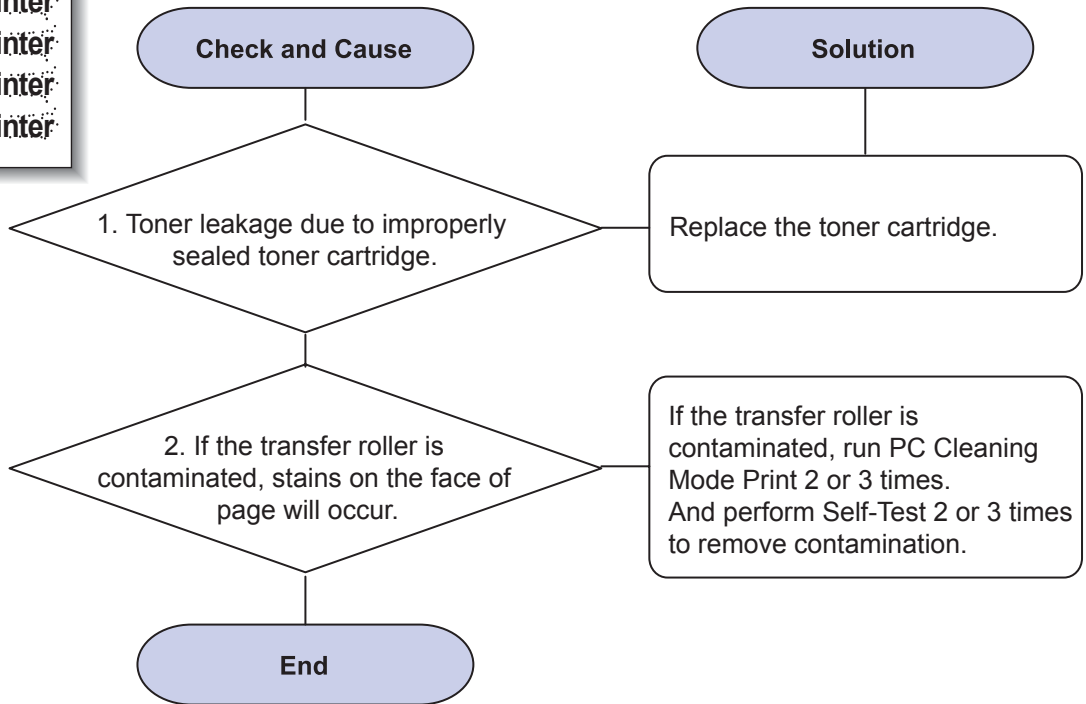 inter
inter
inter
inter
Check and Cause
Solution
1. Toner leakage due to improperly
sealed toner cartridge.
Replace the toner cartridge.
2. If the transfer roller is
contaminated, stains on the face of
page will occur.
If the transfer roller is
contaminated, run PC Cleaning
Mode Print 2 or 3 times.
And perform Self-Test 2 or 3 times
to remove contamination.
End